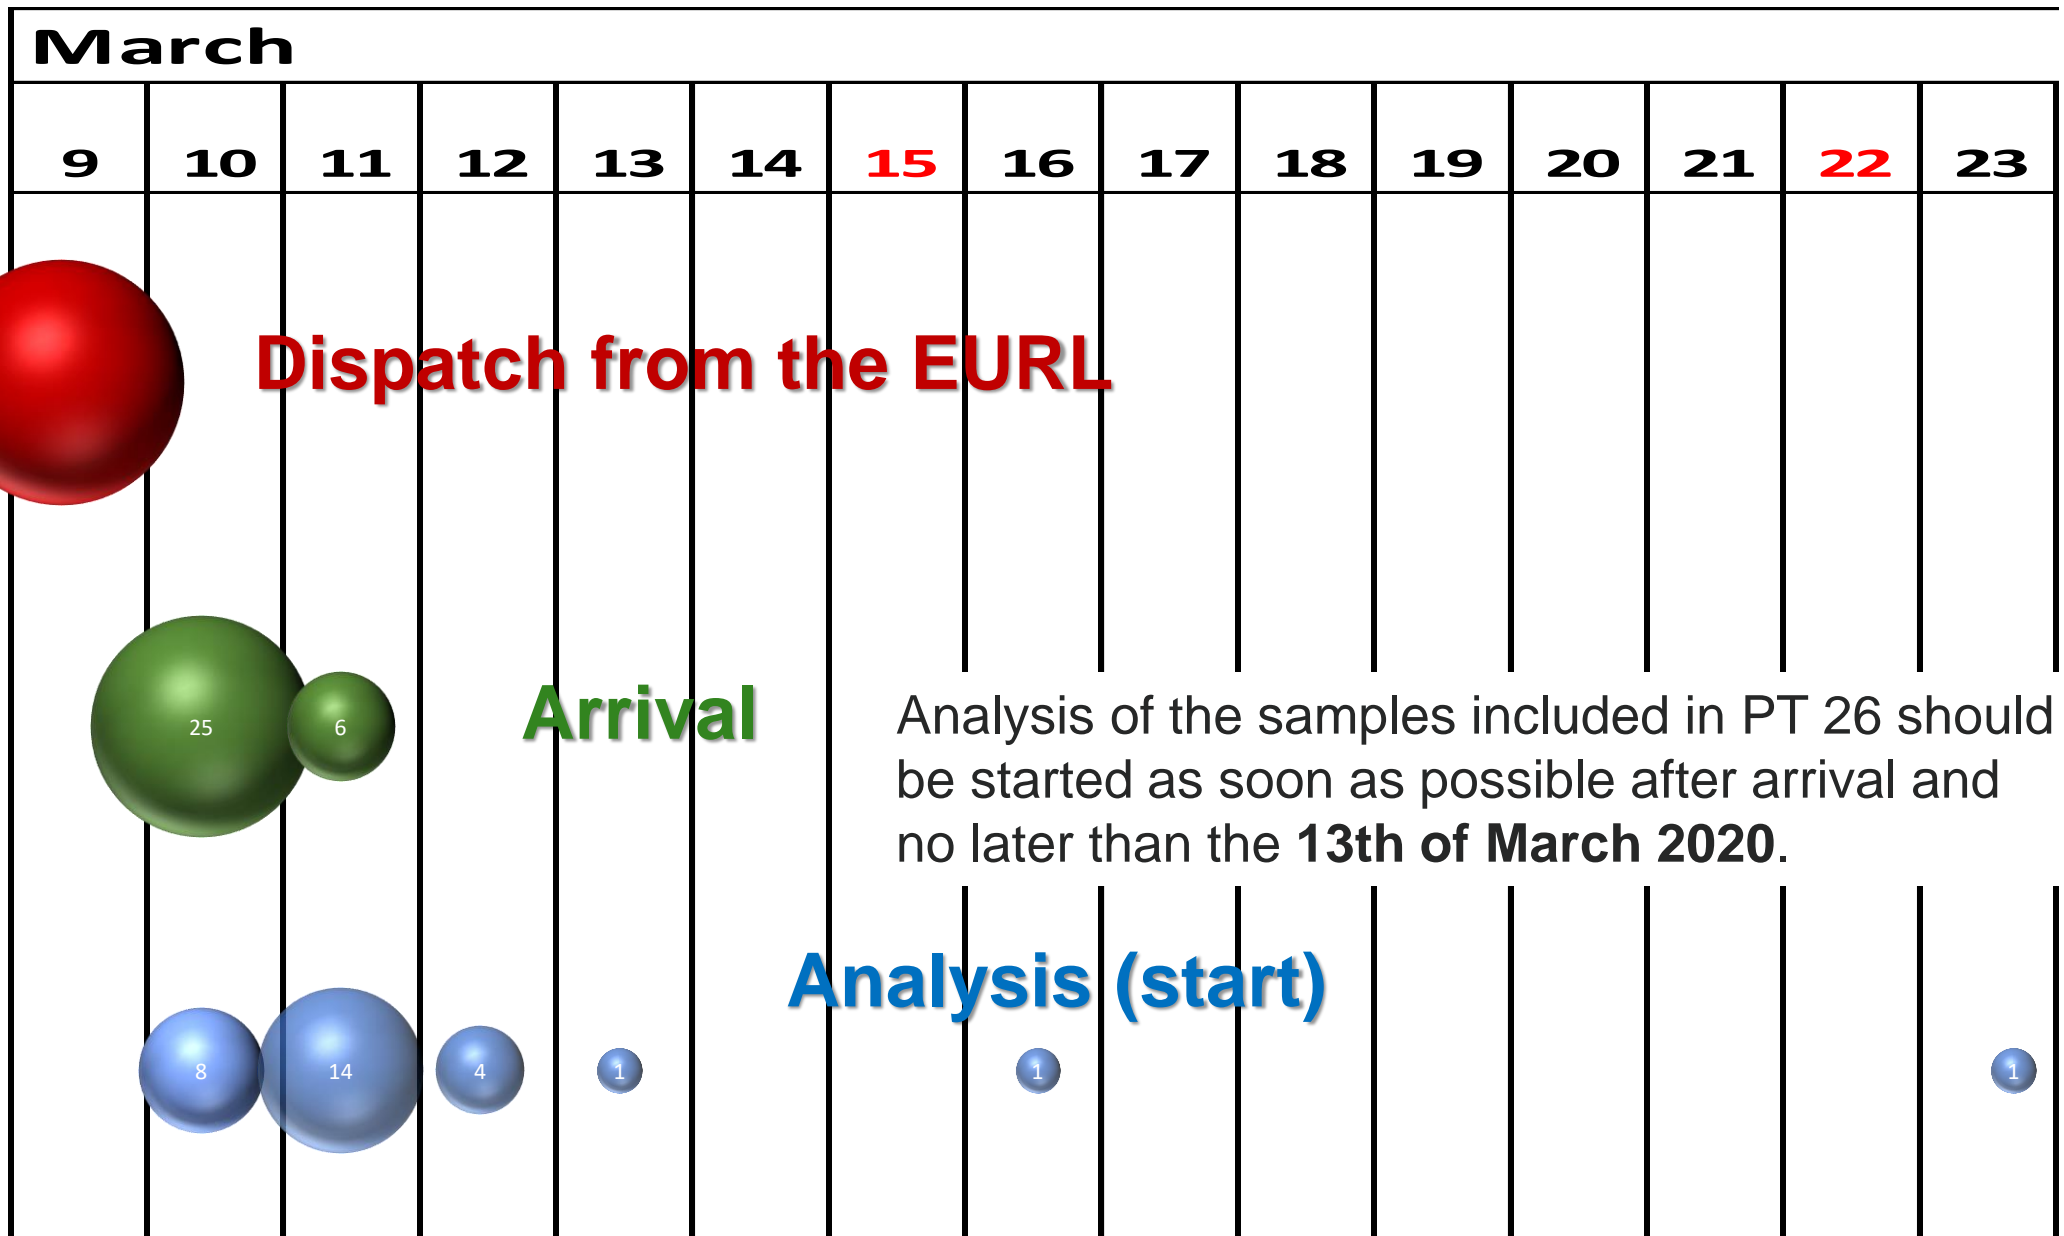 March
9 10 11 12 13 14 15 16 17 18 19 20 21 22 23
Dispatch from the EURL
25 6
Arrival
Analysis of the samples included in PT 26 should
be started as soon as possible after arrival and
no later than the 13th of March 2020.
Analysis (start)
8 14 4 1 1 1